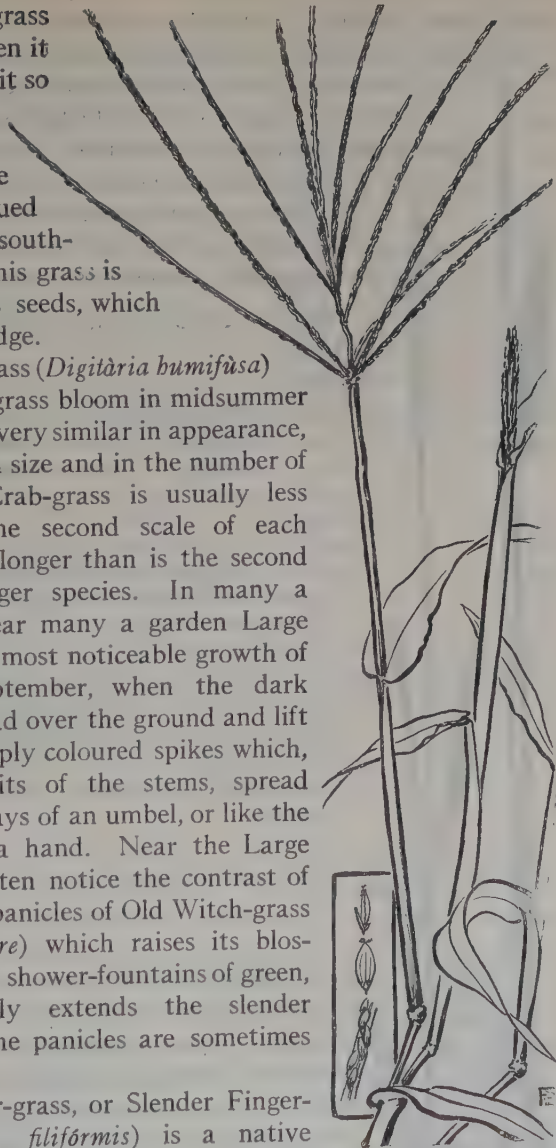 grass
en it
it so
e
ued
south-
his grass is
seeds, which
dge.
ass (Digitària humifùsa)
grass bloom in midsummer
very similar in appearance,
size and in the number of
Crab-grass is usually less
he second scale of each
longer than is the second
ger species. In many a
ear many a garden Large
most noticeable growth of
ptember, when the dark
d over the ground and lift
ply coloured spikes which,
its of the stems, spread
ays of an umbel, or like the
a hand. Near the Large
ten notice the contrast of
panicles of Old Witch-grass
re) which raises its blos-
shower-fountains of green,
ly extends the slender
he panicles are sometimes
r-grass, or Slender Finger-
filifórmis) is a native